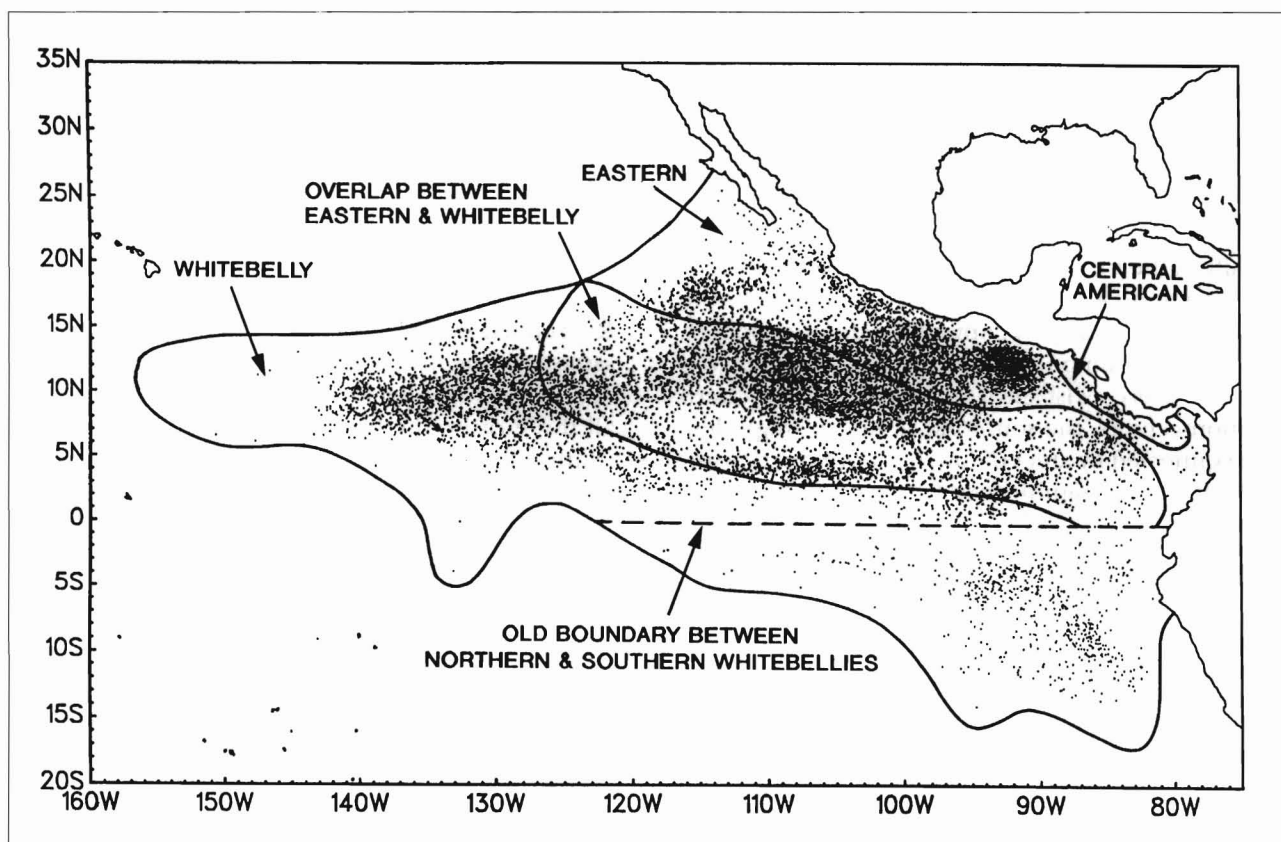 35N
30N
25N
20N
15N
10N
5N
0
5S
10S
15S
20S
EASTERN
OVERLAP BETWEEN
EASTERN & WHITEBELLY
WHITEBELLY
CENTRAL
AMERICAN
OLD BOUNDARY BETWEEN
NORTHERN & SOUTHERN WHITEBELLIES
160W 150W 140W 130W 120W 110W 100W 90W 80W